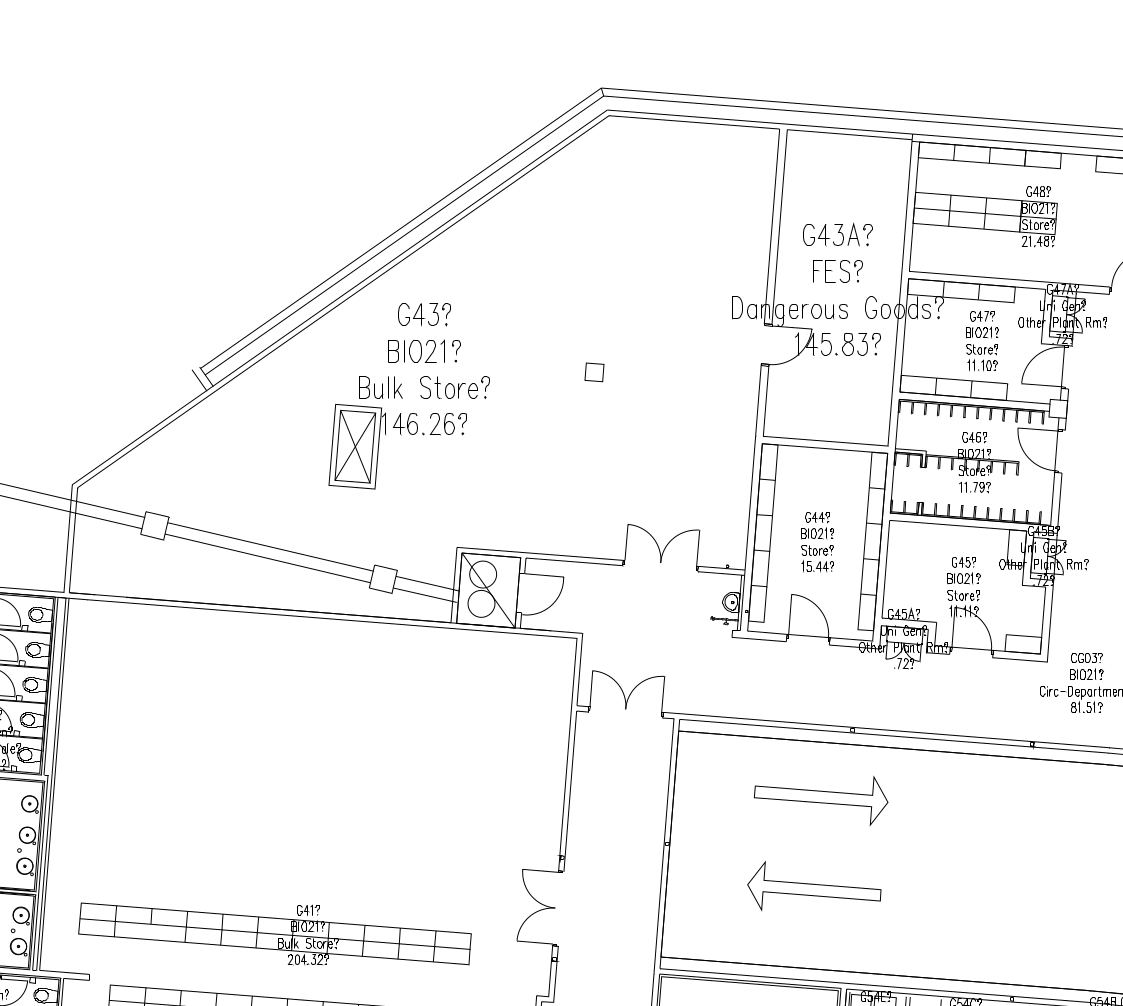 G48?
BIO21?
Store?
21.48?
G43A?
FES?
Dangerous Goods?
145.83?
G47A?
Uni Gen?
Other Plant Rm?
.72?
G47?
BIO21?
Store?
11.10?
G43?
BIO21?
Bulk Store?
146.26?
G46?
BIO21?
Store?
11.79?
G44?
BIO21?
Store?
15.44?
G45B?
Uni Gen?
Other Plant Rm?
.72?
G45?
BIO21?
Store?
11.11?
G45A?
Uni Gen?
Other Plant Rm?
.72?
CG03?
BIO21?
Circ-Departmen
81.51?
G41?
BIO21?
Bulk Store?
204.32?
G54E?
G54C?
G54B